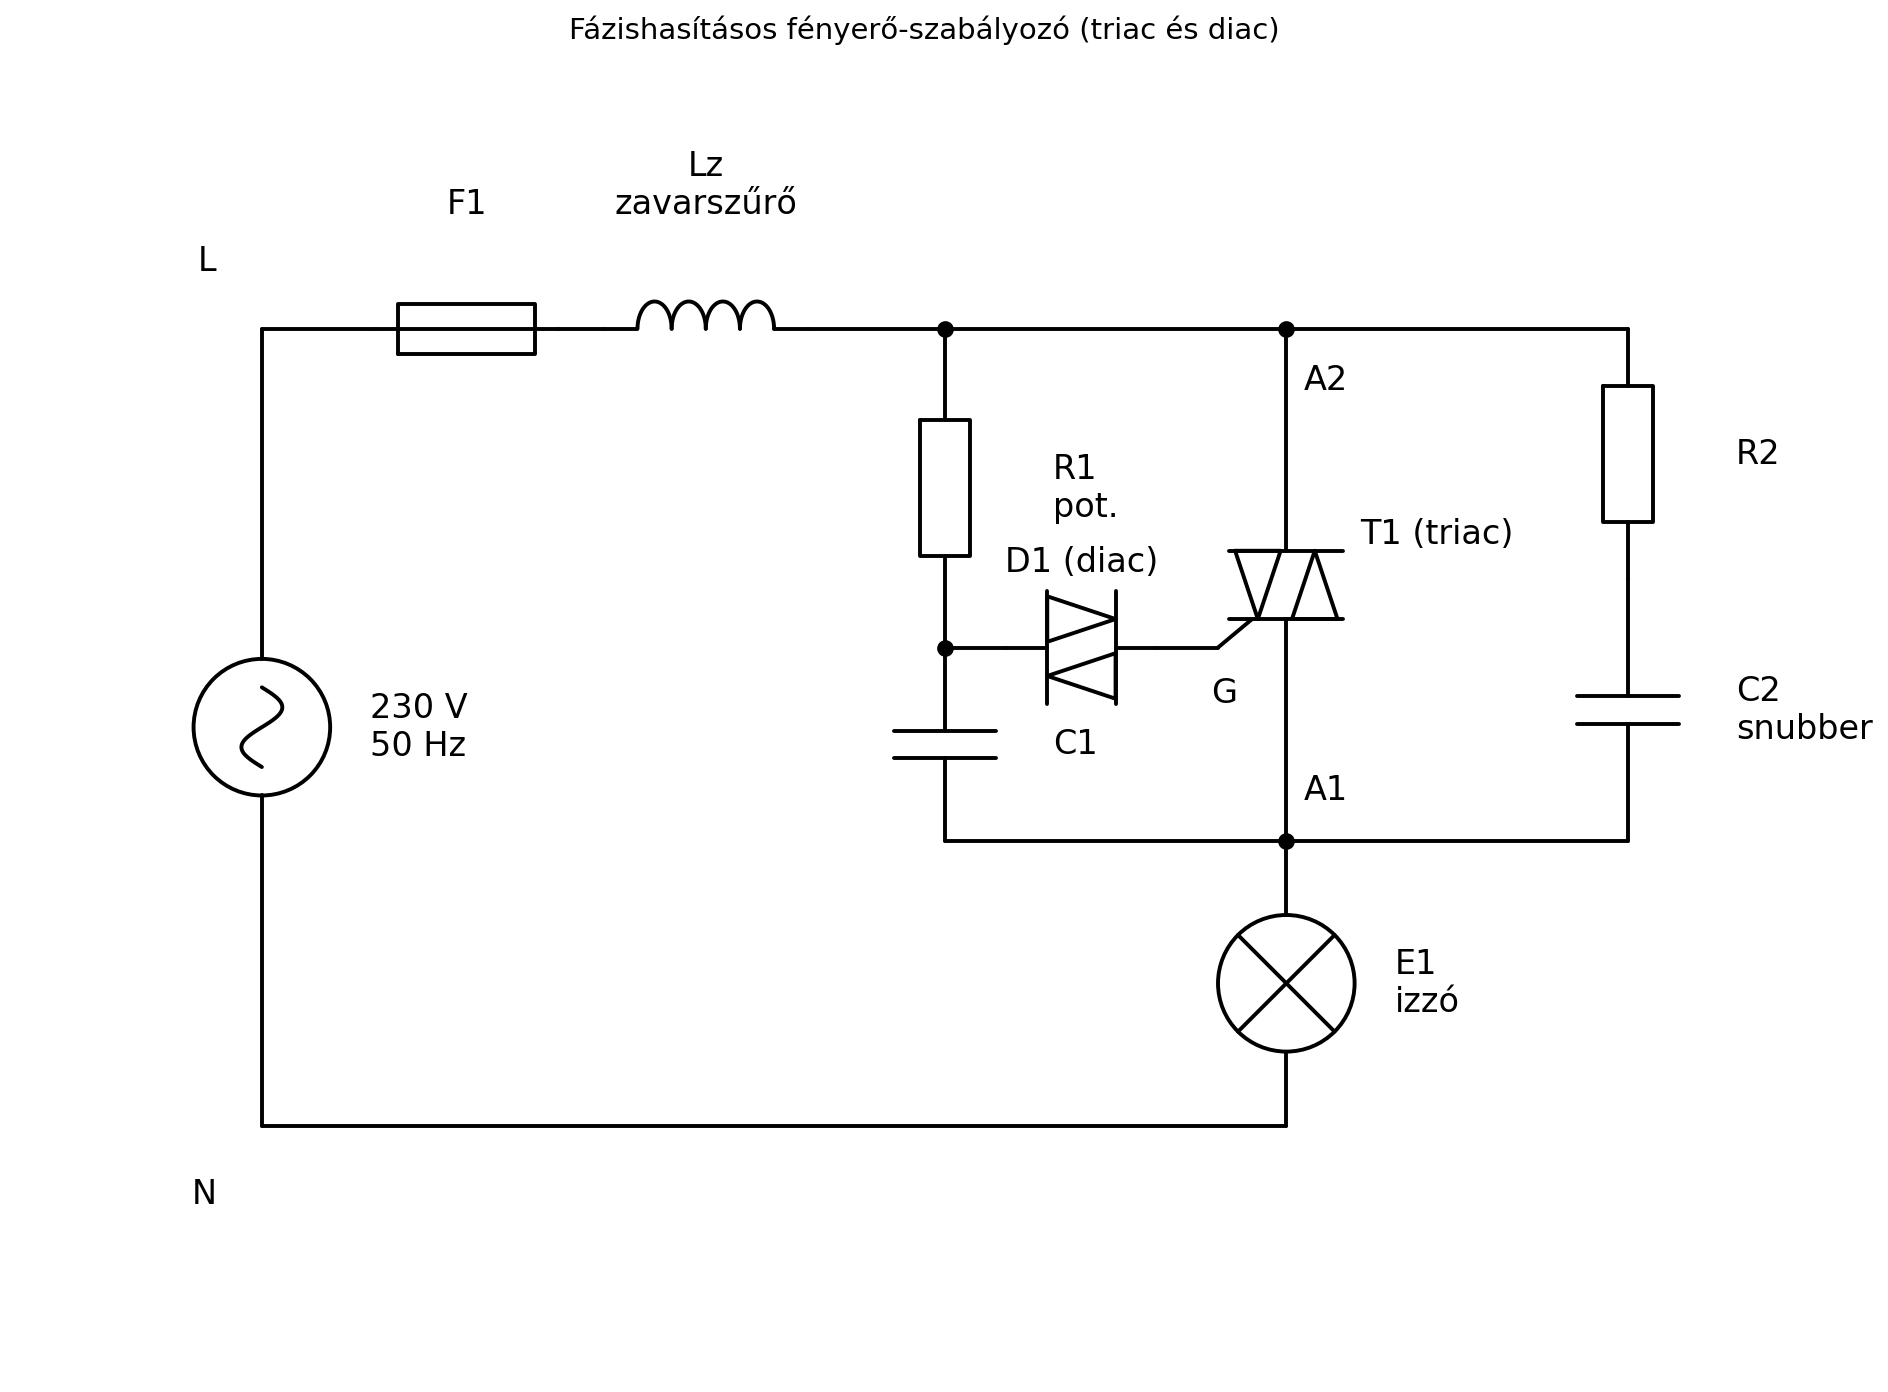 Fázishasításos fényerő-szabályozó (triac és diac)
Lz
zavarszűrő
F1
L
A2
R1
pot.
R2
T1 (triac)
D1 (diac)
230 V
50 Hz
G
C1
C2
snubber
A1
E1
izzó
N